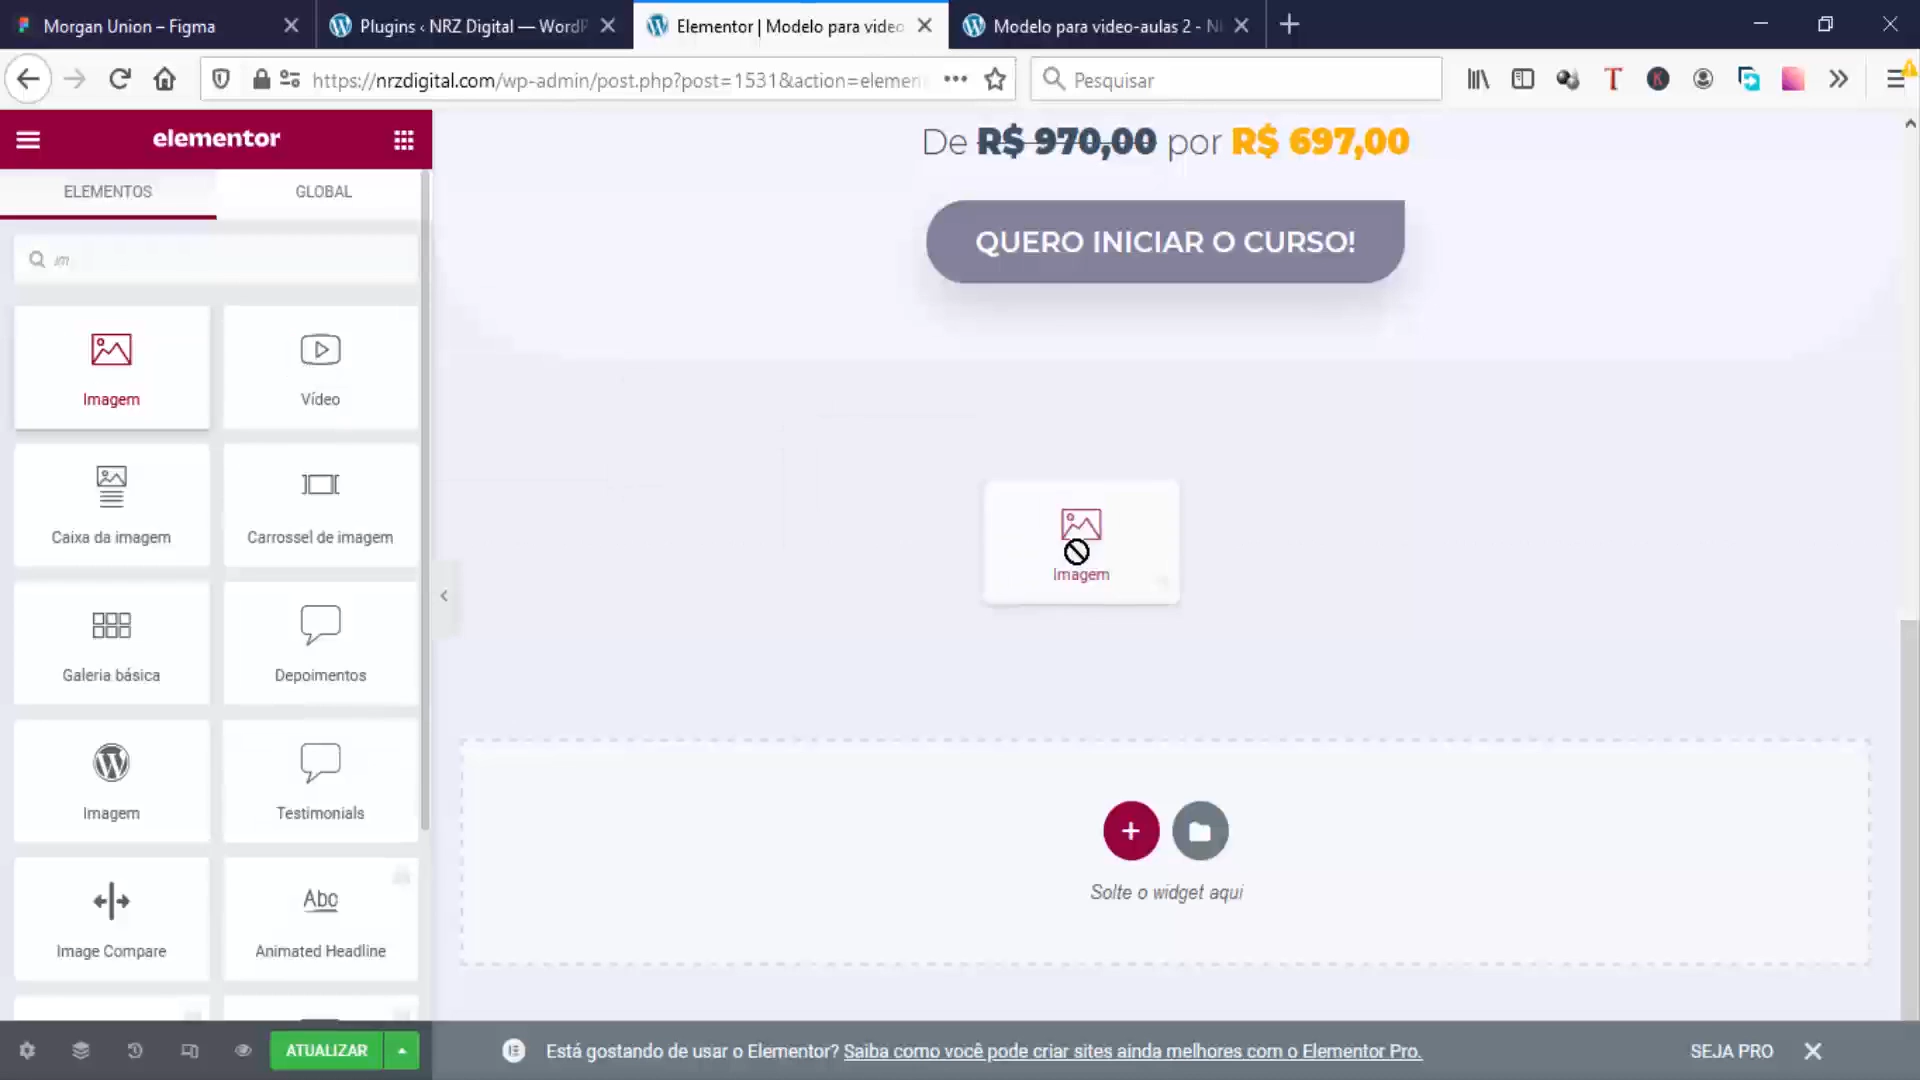 Morgan Union – Figma
Plugins ‹ NRZ Digital — WordP
Elementor | Modelo para video
Modelo para video-aulas 2 - N
https://nrzdigital.com/wp-admin/post.php?post=1531&action=elemen
Pesquisar
elementor
ELEMENTOS
GLOBAL
im
Imagem
Vídeo
Caixa da imagem
Carrossel de imagem
Galeria básica
Depoimentos
Imagem
Testimonials
Abc
Image Compare
Animated Headline
ATUALIZAR
De R$ 970,00 por R$ 697,00
QUERO INICIAR O CURSO!
Imagem
Solte o widget aqui
Está gostando de usar o Elementor? Saiba como você pode criar sites ainda melhores com o Elementor Pro.
SEJA PRO